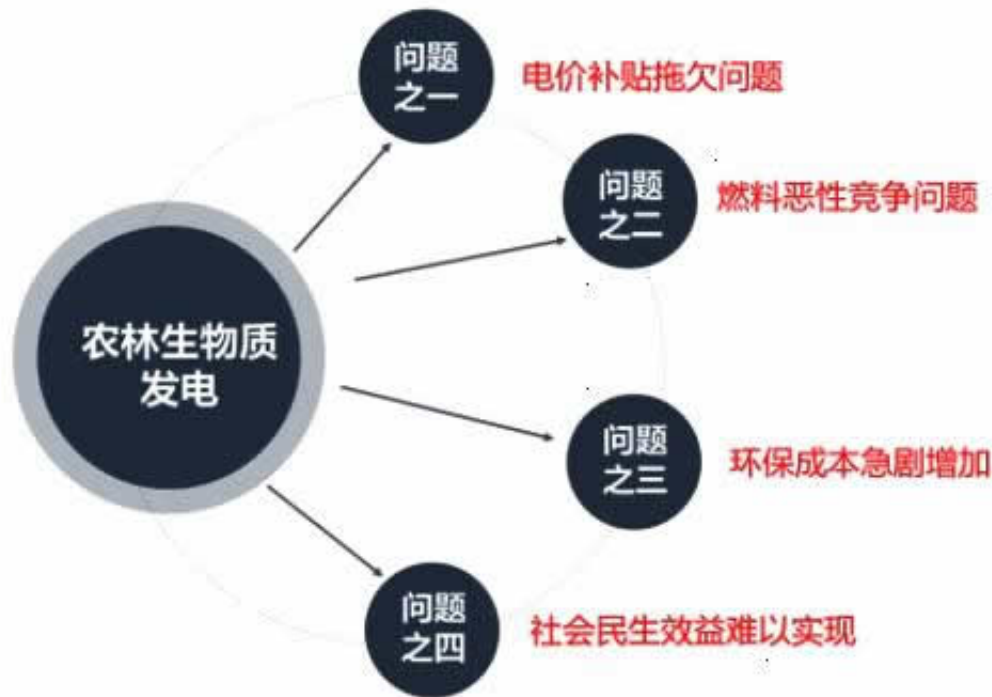 问题
之一
电价补贴拖欠问题
问题
之二
燃料恶性竞争问题
农林生物质
发电
问题
之三
环保成本急剧增加
问题
之四
社会民生效益难以实现